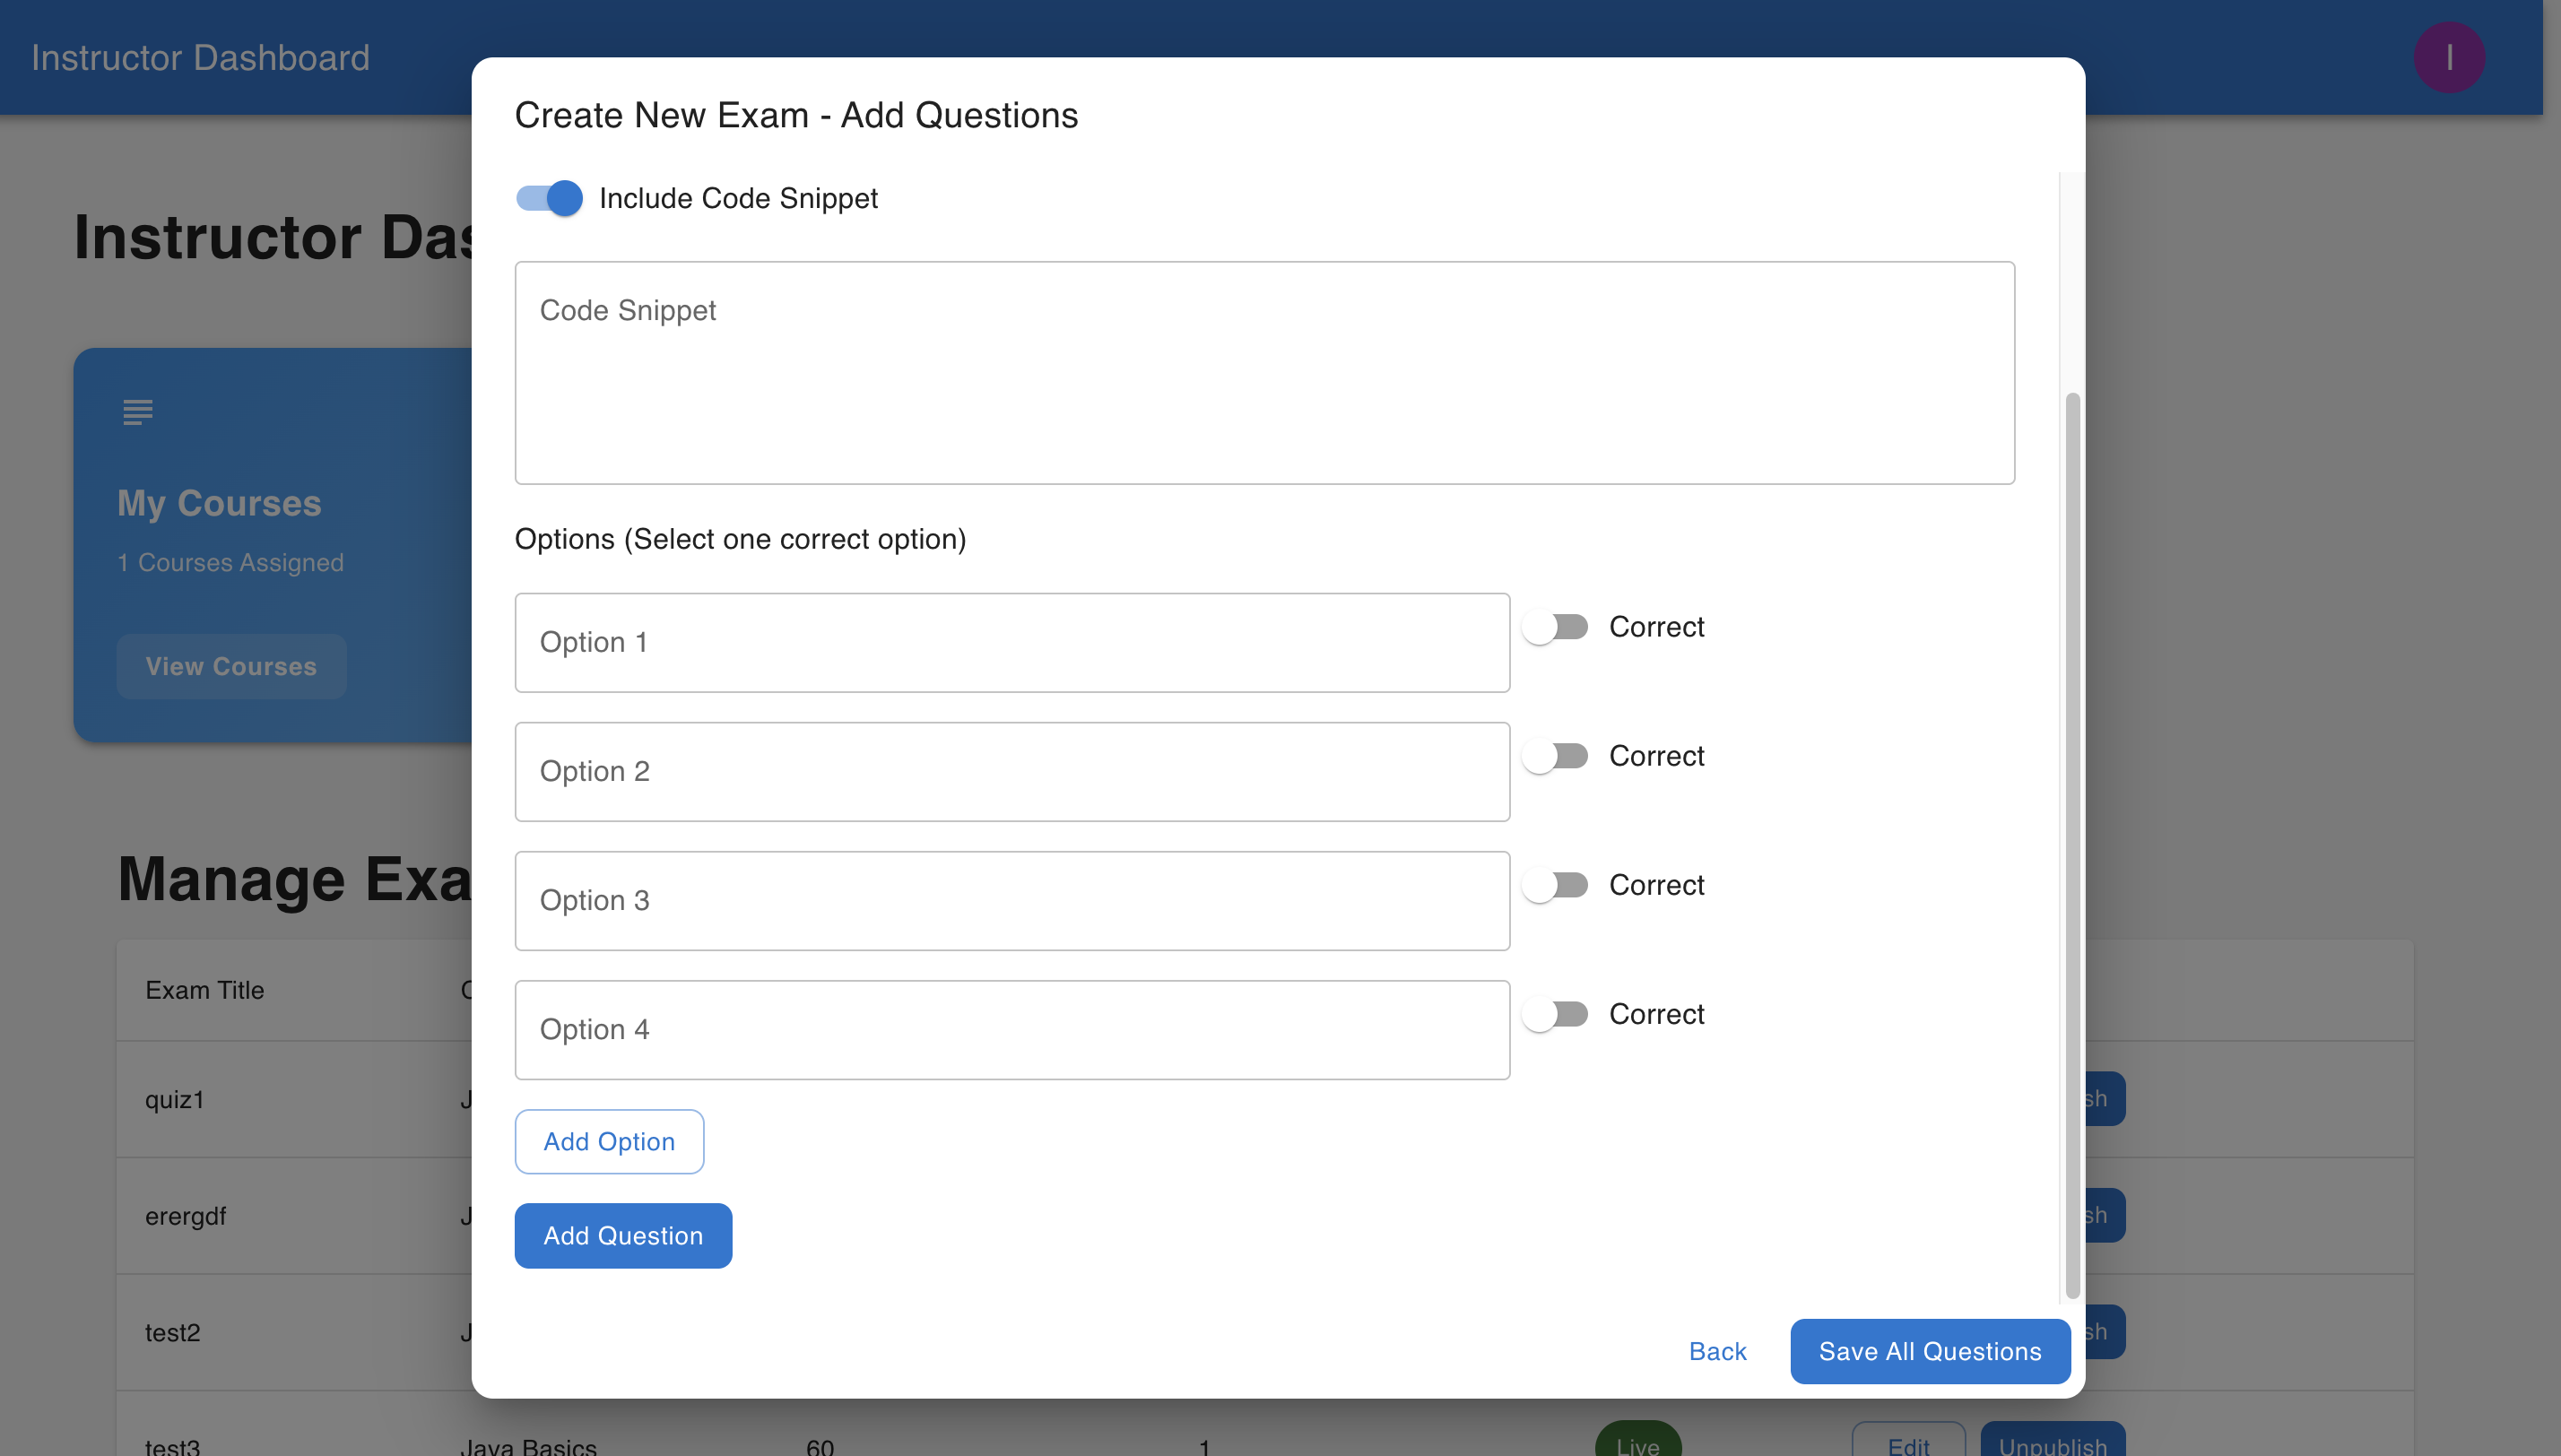 Instructor Dashboard
I
Create New Exam - Add Questions
Include Code Snippet
Instructor Das
Code Snippet
My Courses
1 Courses Assigned
View Courses
Options (Select one correct option)
Option 1
Correct
Option 2
Correct
Option 3
Correct
Option 4
Correct
Manage Exa
Exam Title
quiz1
sh
Add Option
erergdf
sh
Add Question
test2
sh
Back
Save All Questions
test3
Java Basics
60
1
Live
Edit
Unpublish